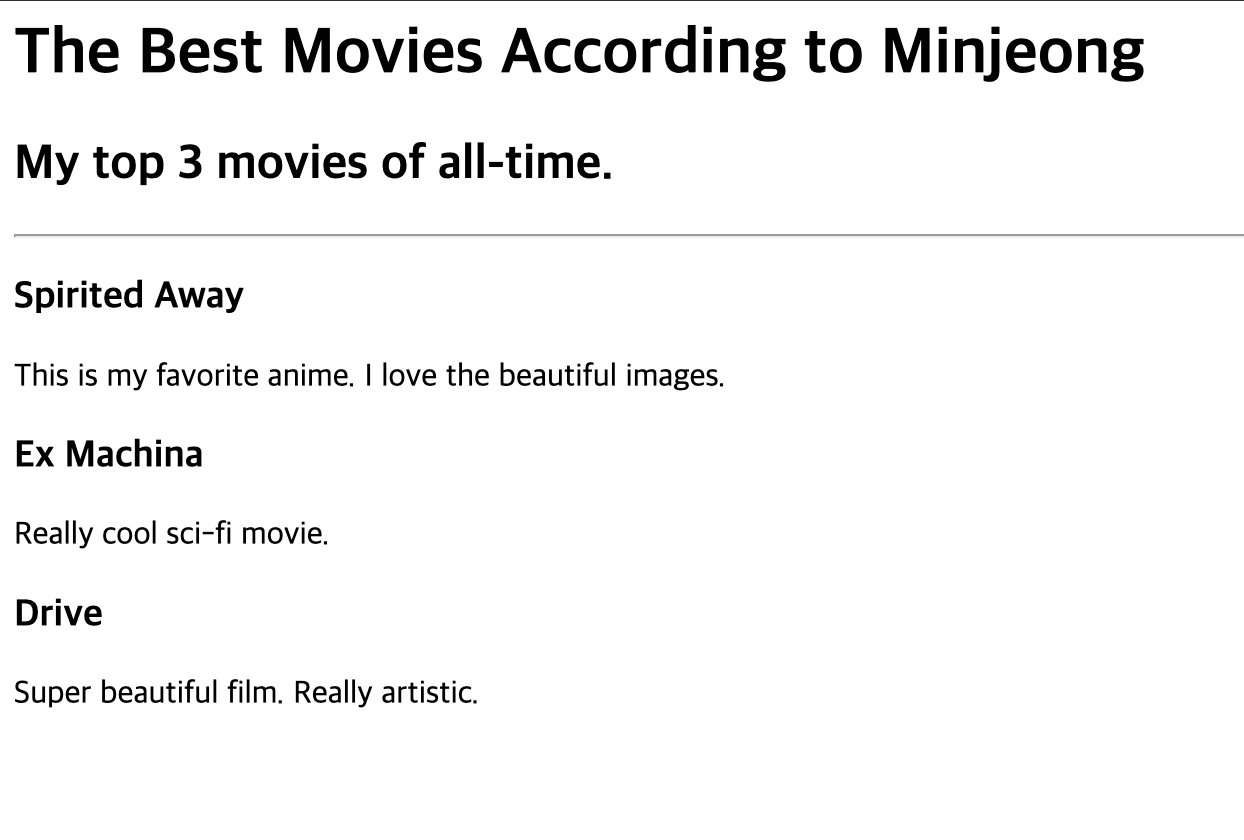 The Best Movies According to Minjeong
My top 3 movies of all-time.
Spirited Away
This is my favorite anime. I love the beautiful images.
Ex Machina
Really cool sci-fi movie.
Drive
Super beautiful film. Really artistic.